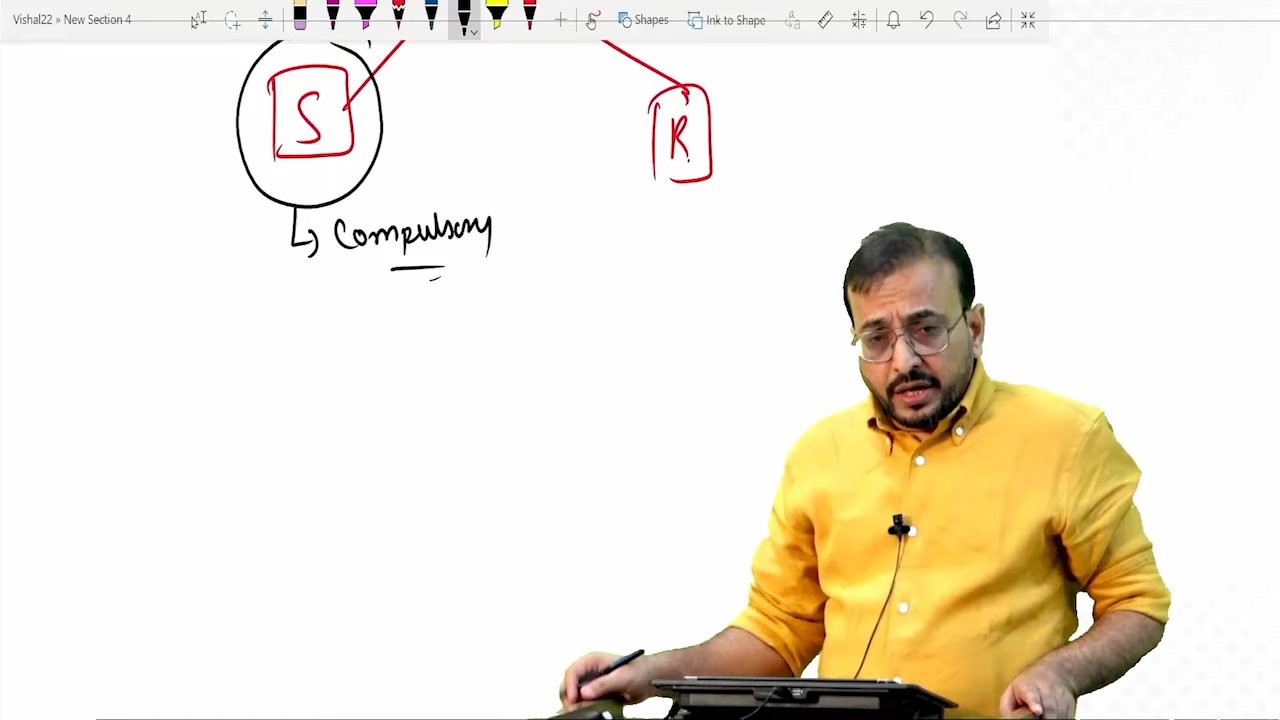 Vishal22 » New Section 4
Shapes
Ink to Shape
S
R
Compulsory